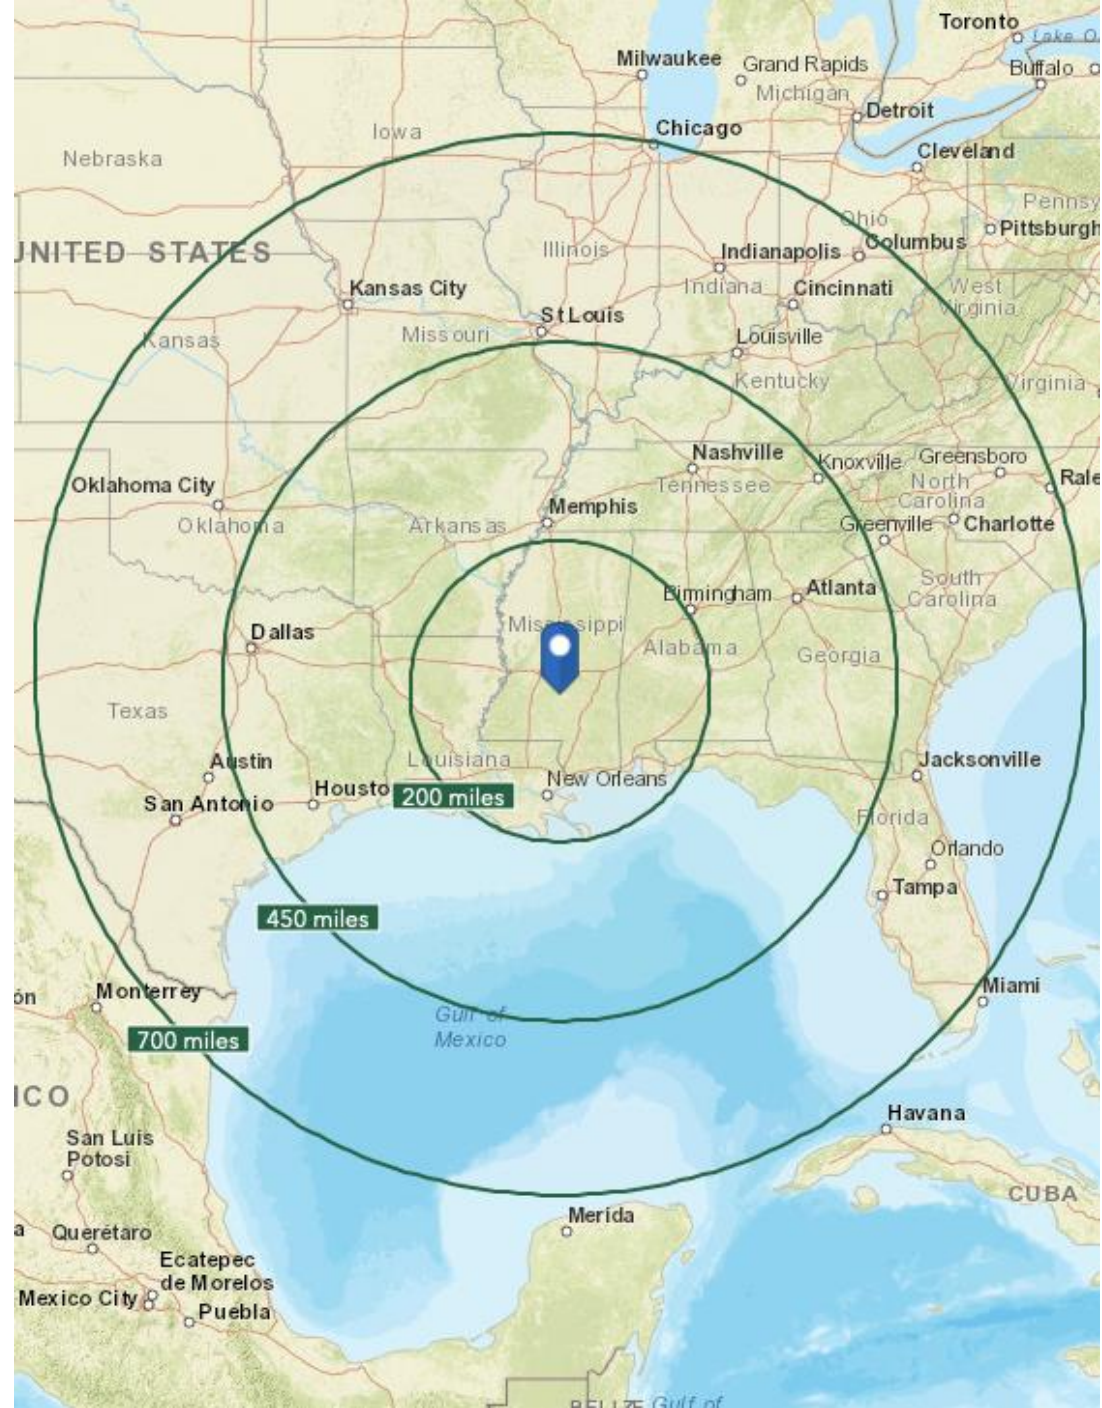 Toronto
Lake O
Milwaukee
Grand Rapids
Buffalo
Michigan
Detroit
Iowa
Chicago
Cleveland
Nebraska
Pennsy
Ohio
Pittsburgh
UNITED STATES
Illinois
Indianapolis
Columbus
Kansas City
Indiana
Cincinnati
West
Virginia
St Louis
Kansas
Missouri
Louisville
Kentucky
Virginia
Nashville
Knoxville
Greensboro
Oklahoma City
Tennessee
North
Carolina
Rale
Memphis
Oklahoma
Arkansas
Greenville
Charlotte
Birmingham
Atlanta
South
Carolina
Mississippi
Dallas
Alabama
Georgia
Texas
Austin
Louisiana
Jacksonville
New Orleans
Housto
200 miles
San Antonio
Florida
Orlando
Tampa
450 miles
Miami
Monterrey
ón
Gulf of
Mexico
700 miles
ICO
Havana
San Luis
Potosi
CUBA
Merida
a
Querétaro
Ecatepec
de Morelos
Mexico City
Puebla
BELIZE
Gulf of